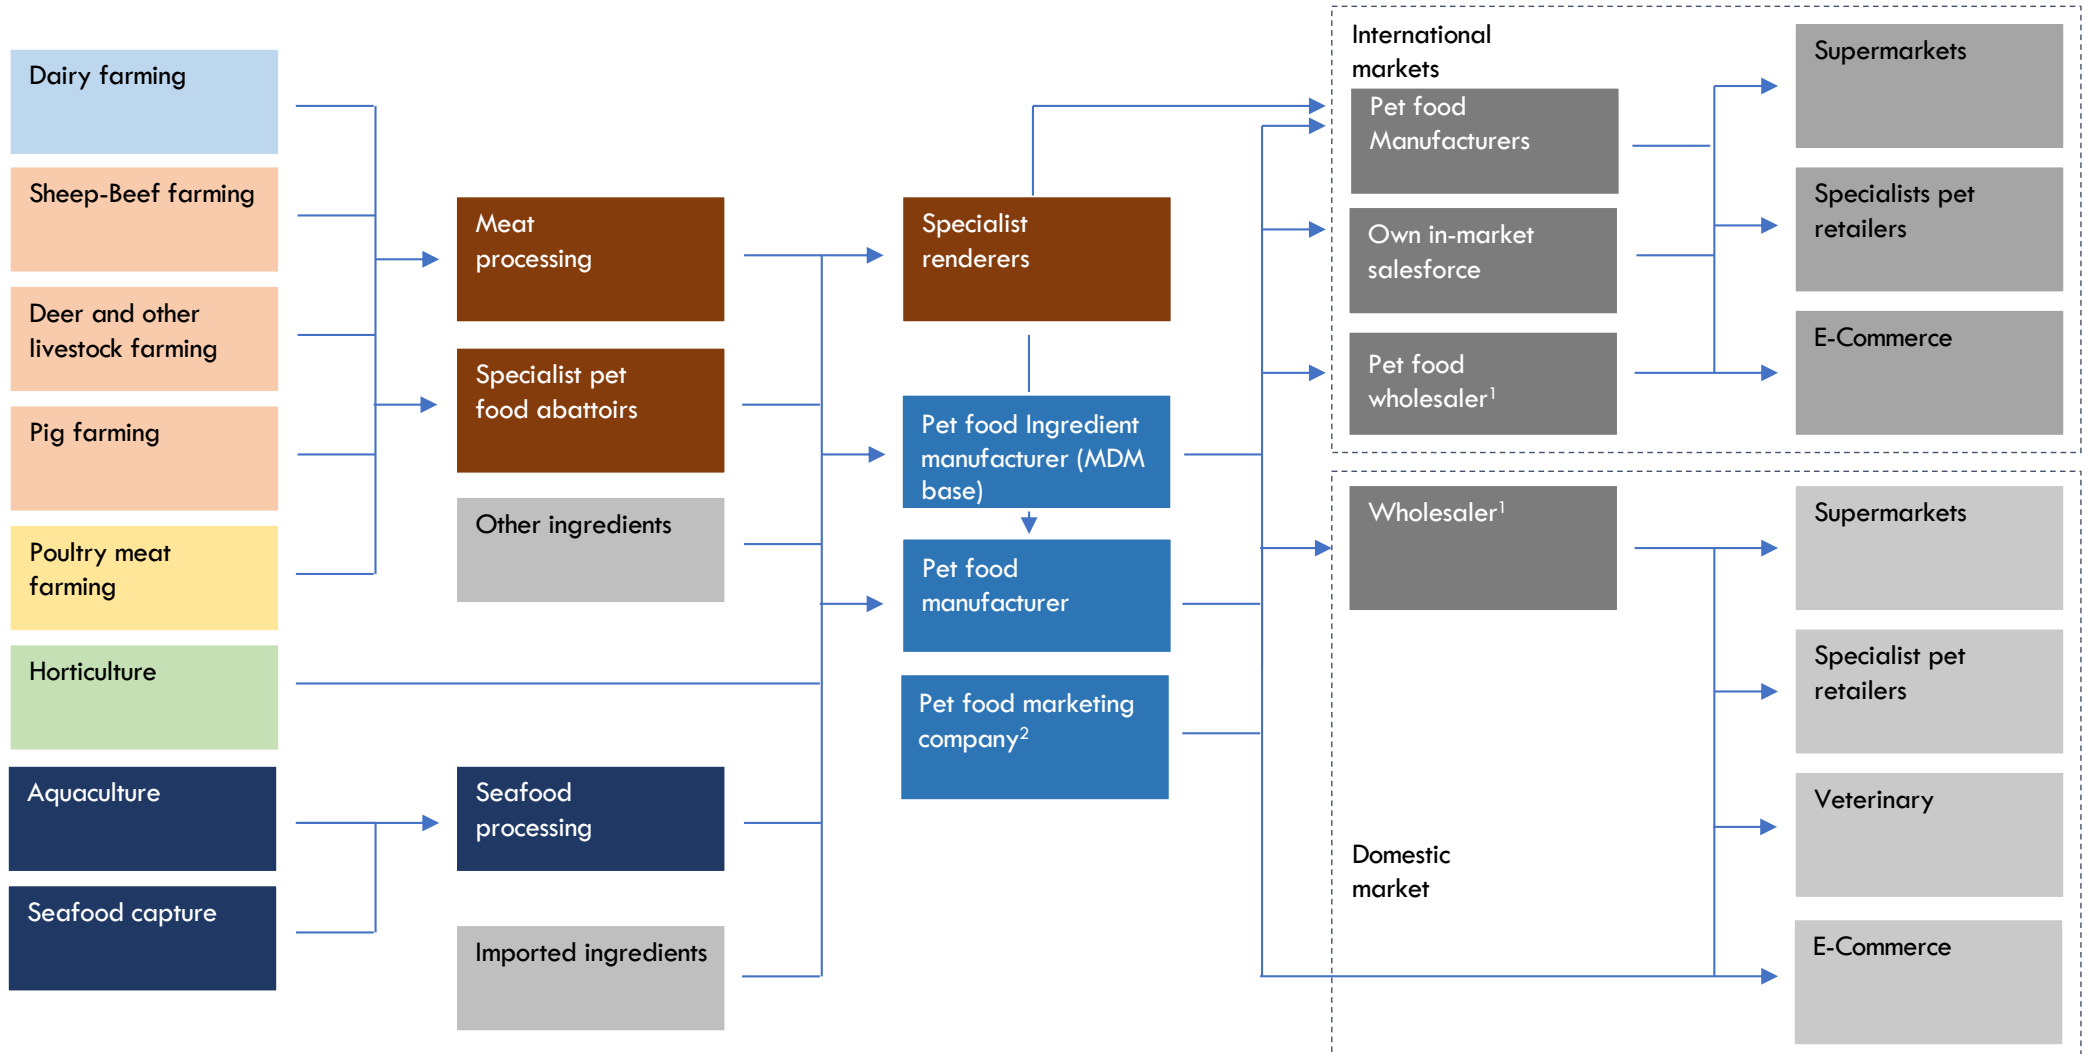 Dairy farming
Sheep-Beef farming
Deer and other
livestock farming
Pig farming
Poultry meat
farming
Horticulture
Aquaculture
Seafood capture
Meat
processing
Specialist pet
food abattoirs
Other ingredients
Seafood
processing
Imported ingredients
Specialist
renderers
Pet food Ingredient
manufacturer (MDM
base)
Pet food
manufacturer
Pet food marketing
company²
International
markets
Pet food
Manufacturers
Own in-market
salesforce
Pet food
wholesaler¹
Supermarkets
Specialists pet
retailers
E-Commerce
Wholesaler¹
Domestic
market
Supermarkets
Specialist pet
retailers
Veterinary
E-Commerce